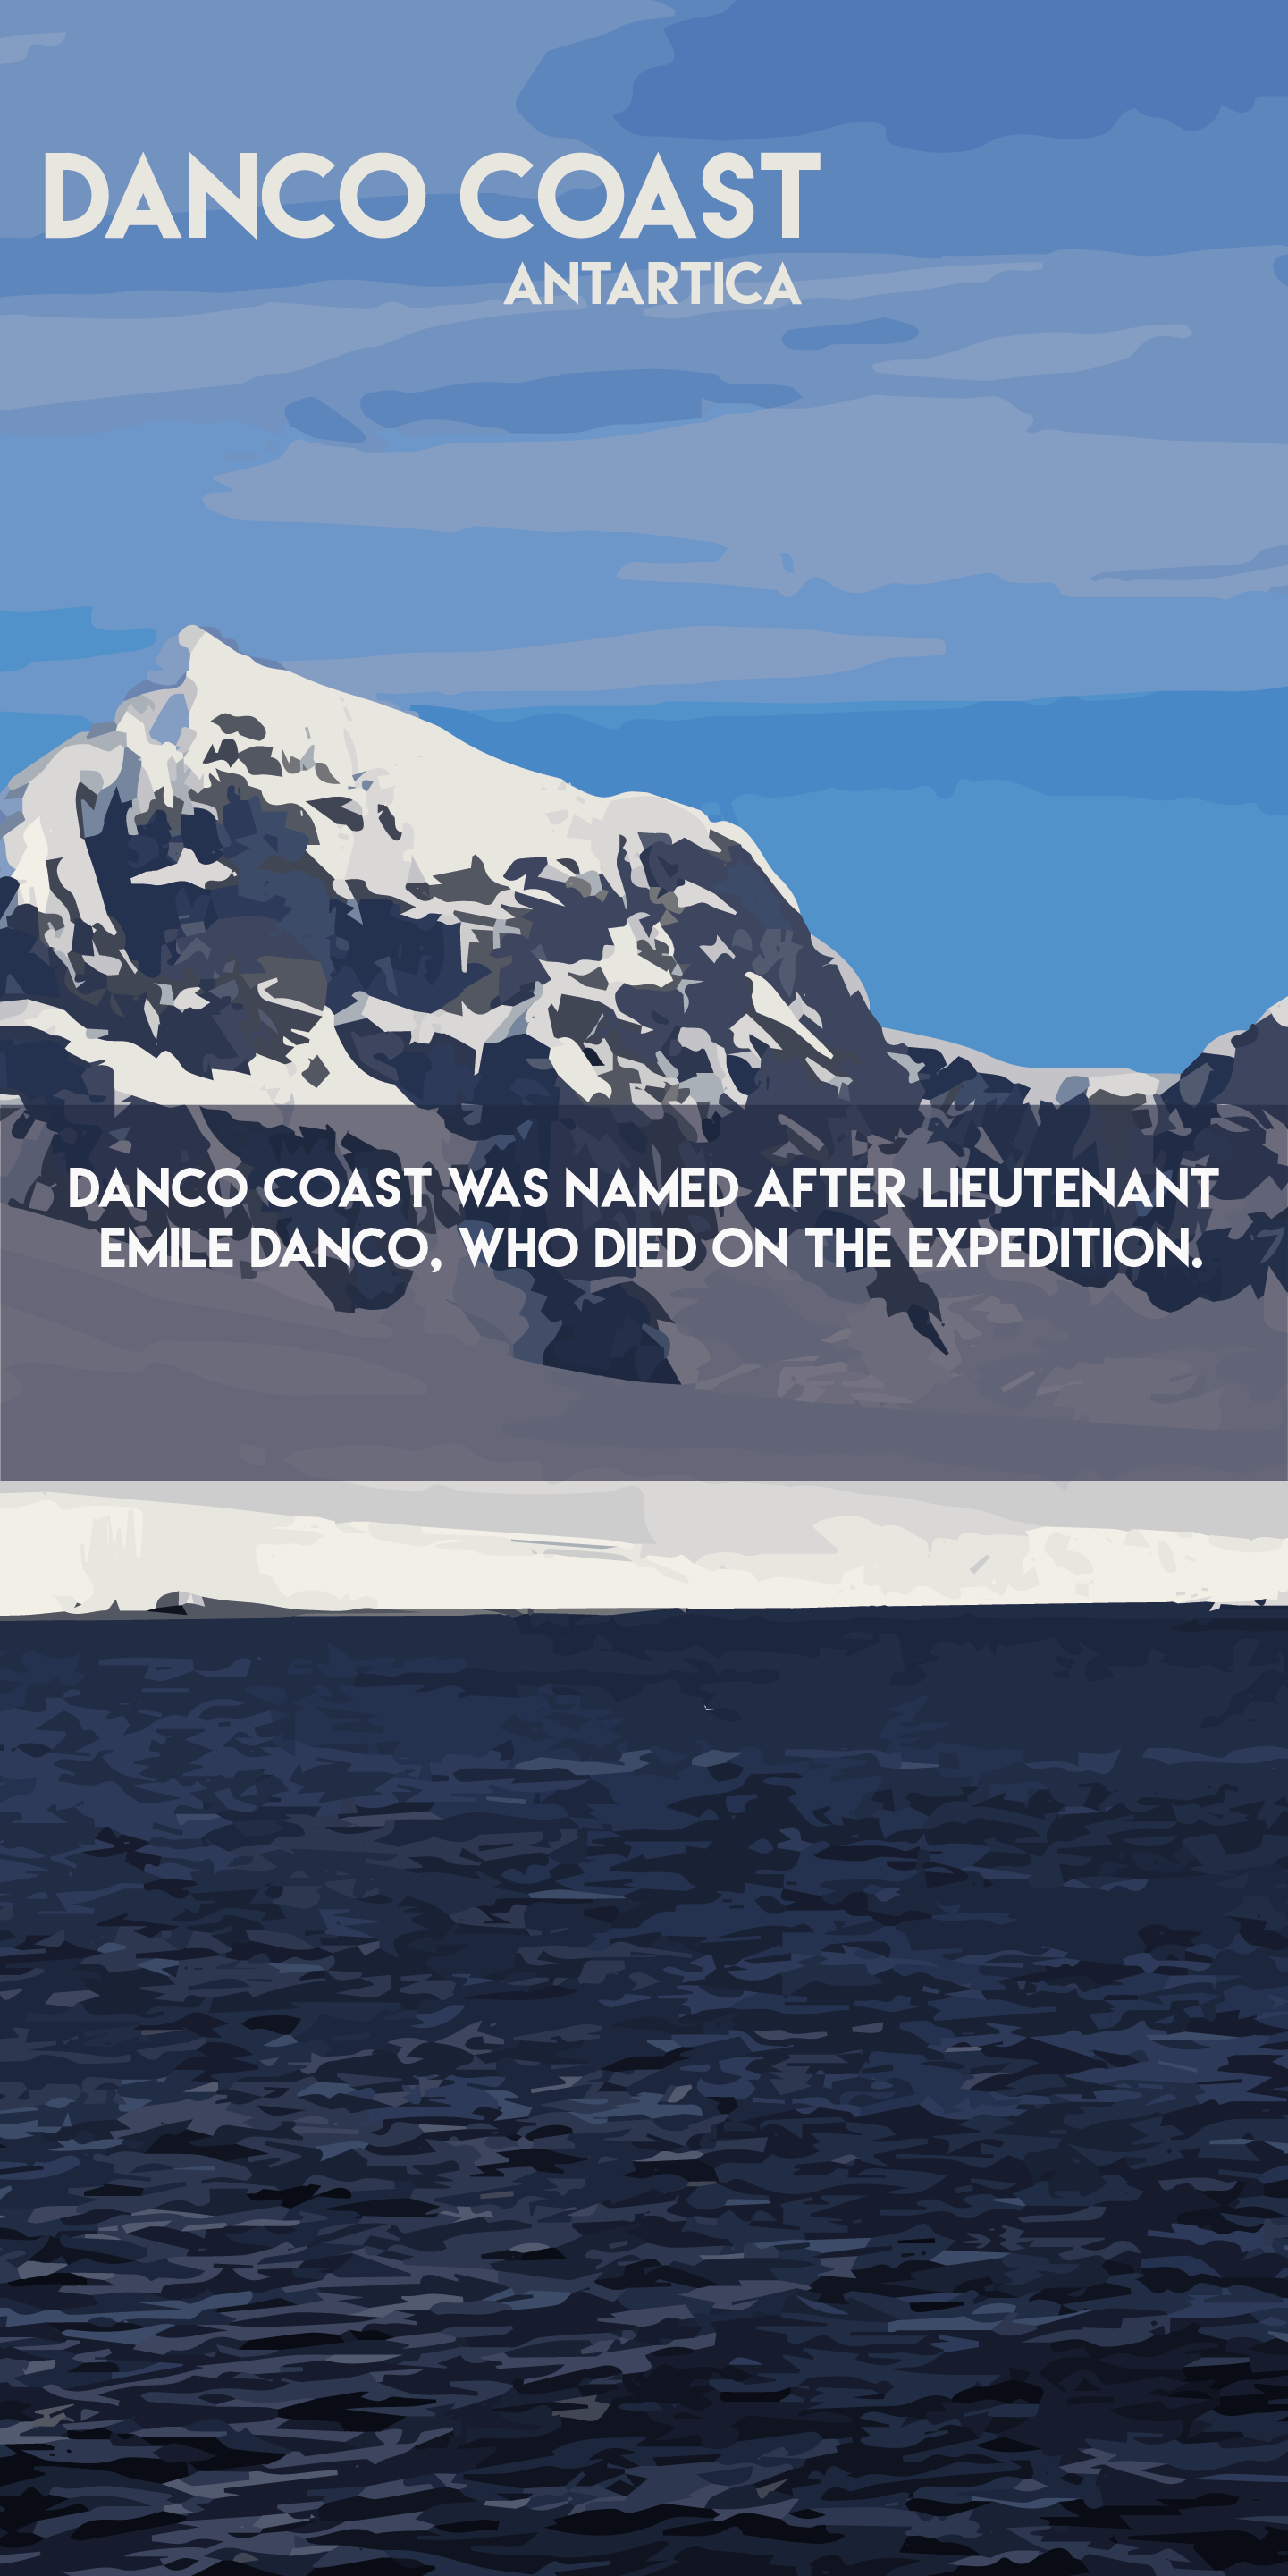 DANCO COAST
ANTARTICA
DANCO COAST WAS NAMED AFTER LIEUTENANT
EMILE DANCO, WHO DIED ON THE EXPEDITION.